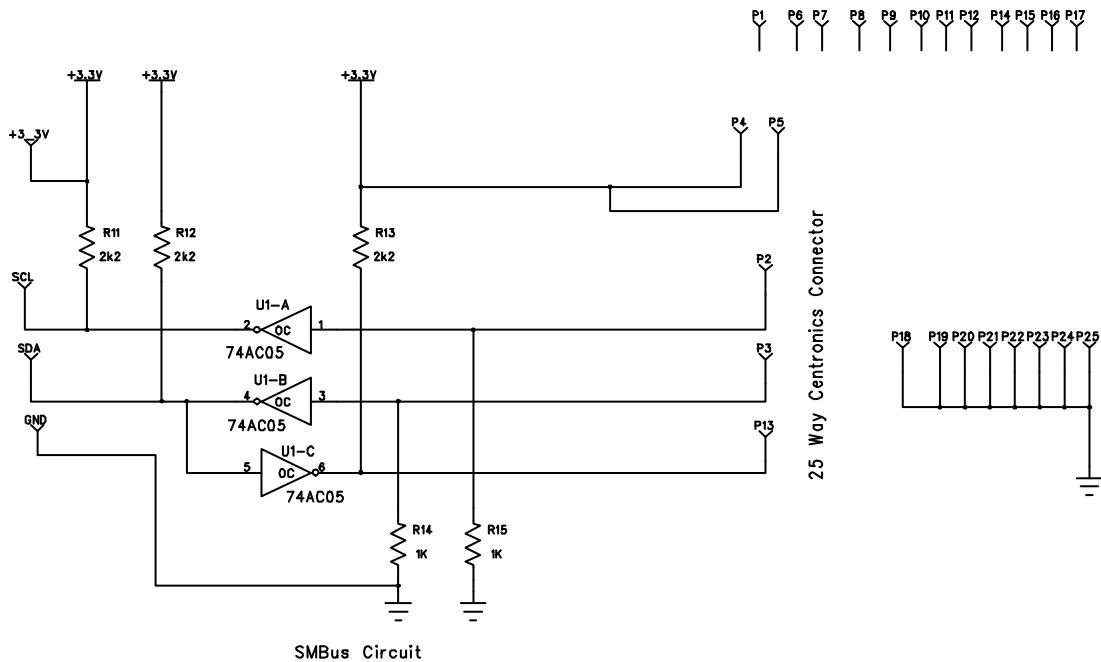 P1 P6 P7 P8 P9 P10 P11 P12 P14 P15 P16 P17
+3.3V +3.3V +3.3V
+3_3V
P4 P5
R11 R12 R13
2k2 2k2 2k2
25 Way Centronics Connector
P2
SCL
U1-A
2 OC 1
74AC05
SDA
P3
P18 P19 P20 P21 P22 P23 P24 P25
U1-B
4 OC 3
74AC05
GND
P13
U1-C
5 OC 6
74AC05
R14 R15
1K 1K
SMBus Circuit